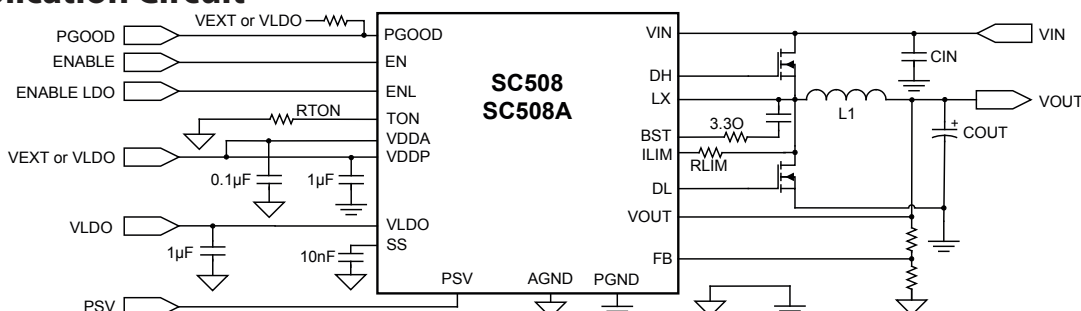 plication Circuit
VEXT or VLDO
PGOOD
PGOOD
VIN
VIN
ENABLE
EN
CIN
ENABLE LDO
ENL
SC508
SC508A
DH
LX
VOUT
RTON
TON
L1
VDDA
BST
3.3Ω
COUT
VEXT or VLDO
VDDP
ILIM
RLIM
0.1µF
1µF
DL
VOUT
VLDO
VLDO
1µF
SS
10nF
FB
PSV
AGND
PGND
PSV